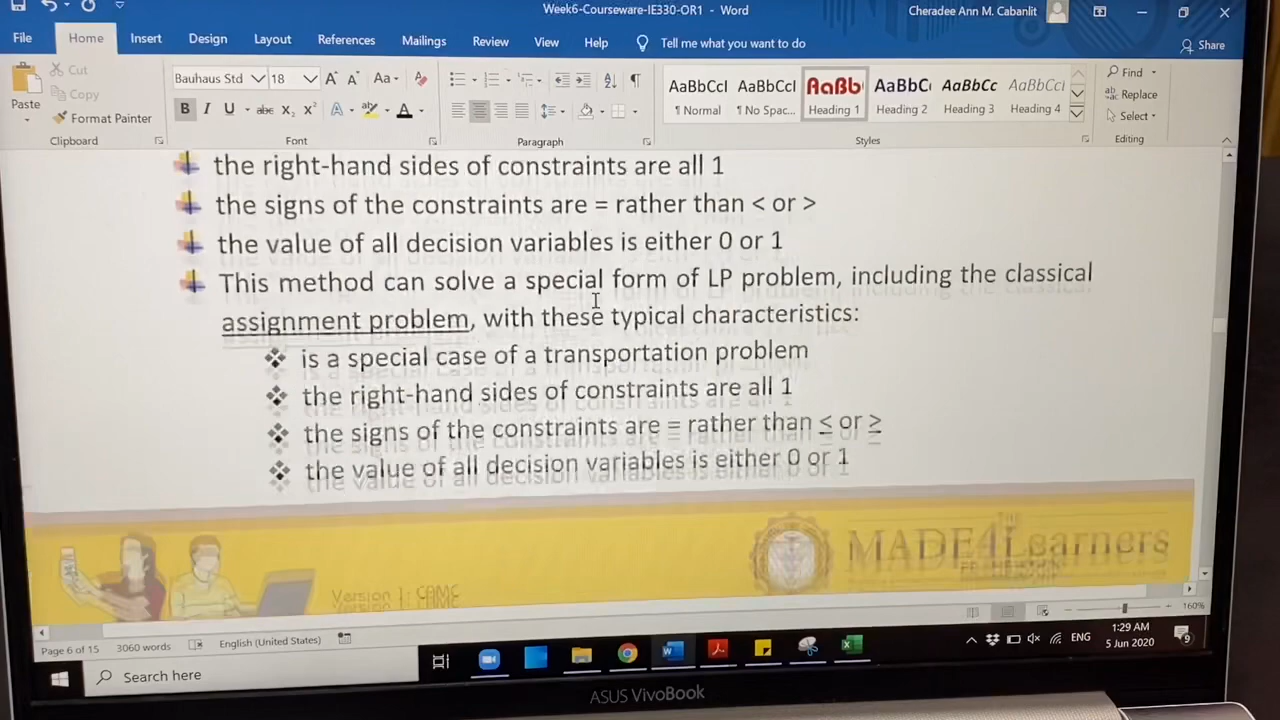 Week6-Courseware-IE330-OR1 - Word
Cheradee Ann M. Cabanlit
File Home Insert Design Layout References Mailings Review View Help Tell me what you want to do Share
Cut
Copy
Format Painter
Paste
Clipboard
Bauhaus Std 18
Font
Paragraph
AaBbCcI AaBbCcI AaBb AaBbC AaBbCc AaBbCc
Normal No Spac... Heading 1 Heading 2 Heading 3 Heading 4
Styles
Find
Replace
Select
Editing
the right-hand sides of constraints are all 1
the signs of the constraints are = rather than < or >
the value of all decision variables is either 0 or 1
This method can solve a special form of LP problem, including the classical
assignment problem, with these typical characteristics:
is a special case of a transportation problem
the right-hand sides of constraints are all 1
the signs of the constraints are = rather than ≤ or ≥
the value of all decision variables is either 0 or 1
MADE4Learners
Version 1: CAMC
Page 6 of 15 3060 words English (United States) 160%
Search here
ENG
1:29 AM
5 Jun 2020
9
ASUS VivoBook